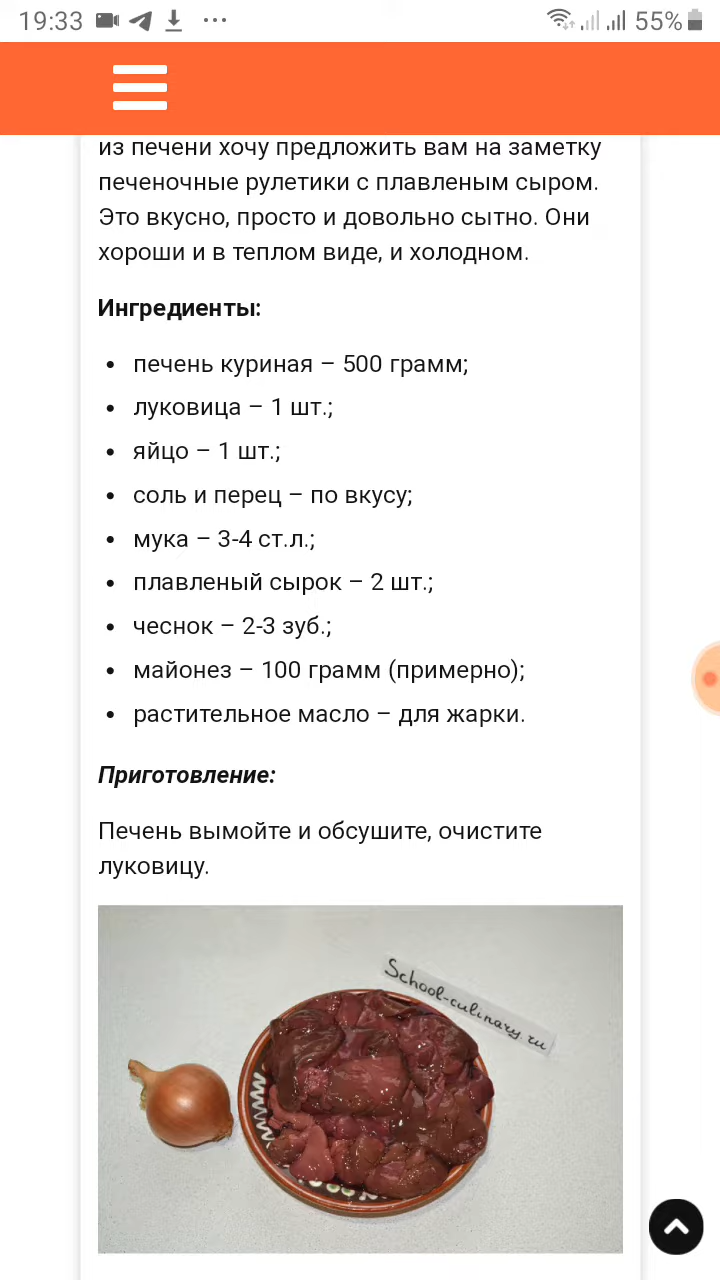 19:33
55%
из печени хочу предложить вам на заметку
печеночные рулетики с плавленым сыром.
Это вкусно, просто и довольно сытно. Они
хороши и в теплом виде, и холодном.
Ингредиенты:
• печень куриная – 500 грамм;
• луковица – 1 шт.;
• яйцо – 1 шт.;
• соль и перец – по вкусу;
• мука – 3-4 ст.л.;
• плавленый сырок – 2 шт.;
• чеснок – 2-3 зуб.;
• майонез – 100 грамм (примерно);
• растительное масло – для жарки.
Приготовление:
Печень вымойте и обсушите, очистите
луковицу.
School-culinary.ru